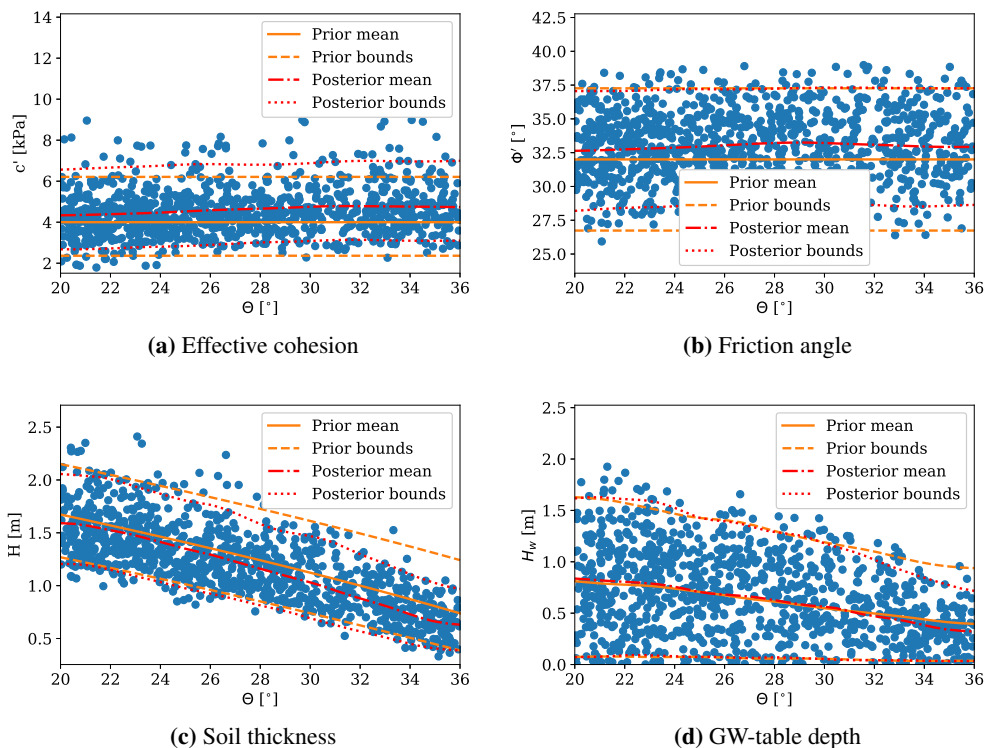 14
12
10
8
6
4
2
c' [kPa]
Prior mean
Prior bounds
Posterior mean
Posterior bounds
20 22 24 26 28 30 32 34 36
Θ [°]
(a) Effective cohesion
42.5
40.0
37.5
35.0
32.5
30.0
27.5
25.0
Φ′ [°]
Prior mean
Prior bounds
Posterior mean
Posterior bounds
20 22 24 26 28 30 32 34 36
Θ [°]
(b) Friction angle
2.5
2.0
1.5
1.0
0.5
H [m]
Prior mean
Prior bounds
Posterior mean
Posterior bounds
20 22 24 26 28 30 32 34 36
Θ [°]
(c) Soil thickness
2.5
2.0
1.5
1.0
0.5
0.0
H_w [m]
Prior mean
Prior bounds
Posterior mean
Posterior bounds
20 22 24 26 28 30 32 34 36
Θ [°]
(d) GW-table depth